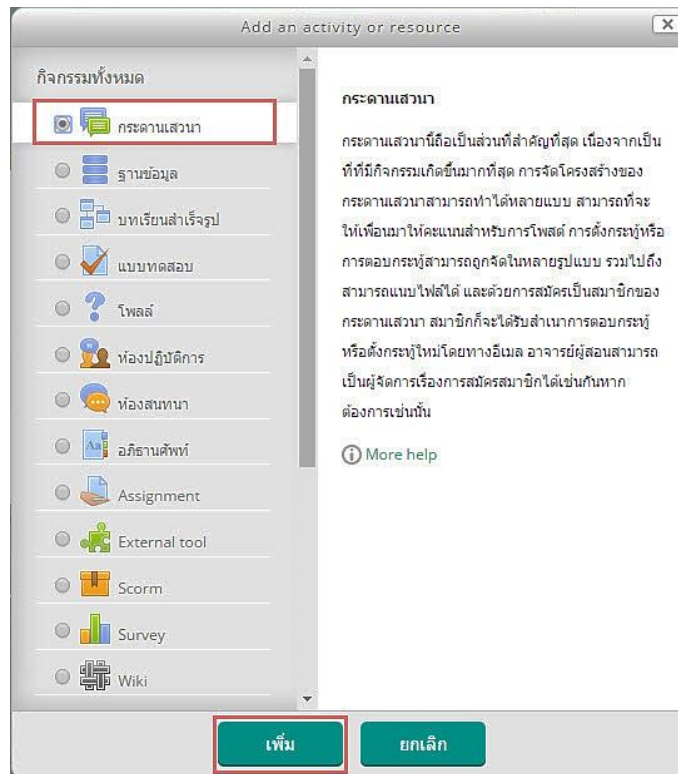 Add an activity or resource
กิจกรรมทั้งหมด
กระดานเสวนา
ฐานข้อมูล
บทเรียนสำเร็จรูป
แบบทดสอบ
โพลล์
ห้องปฏิบัติการ
ห้องสนทนา
อภิธานศัพท์
Assignment
External tool
Scorm
Survey
Wiki
กระดานเสวนา
กระดานเสวนานี้ถือเป็นส่วนที่สำคัญที่สุด เนื่องจากเป็น
ที่ที่มีกิจกรรมเกิดขึ้นมากที่สุด การจัดโครงสร้างของ
กระดานเสวนาสามารถทำได้หลายแบบ สามารถที่จะ
ให้เพื่อนมาให้คะแนนสำหรับการโพสต์ การตั้งกระทู้หรือ
การตอบกระทู้สามารถถูกจัดในหลายรูปแบบ รวมไปถึง
สามารถแนบไฟล์ได้ และด้วยการสมัครเป็นสมาชิกของ
กระดานเสวนา สมาชิกก็จะได้รับสำเนาการตอบกระทู้
หรือตั้งกระทู้ใหม่โดยทางอีเมล อาจารย์ผู้สอนสามารถ
เป็นผู้จัดการเรื่องการสมัครสมาชิกได้เช่นกันหาก
ต้องการเช่นนั้น
More help
เพิ่ม
ยกเลิก